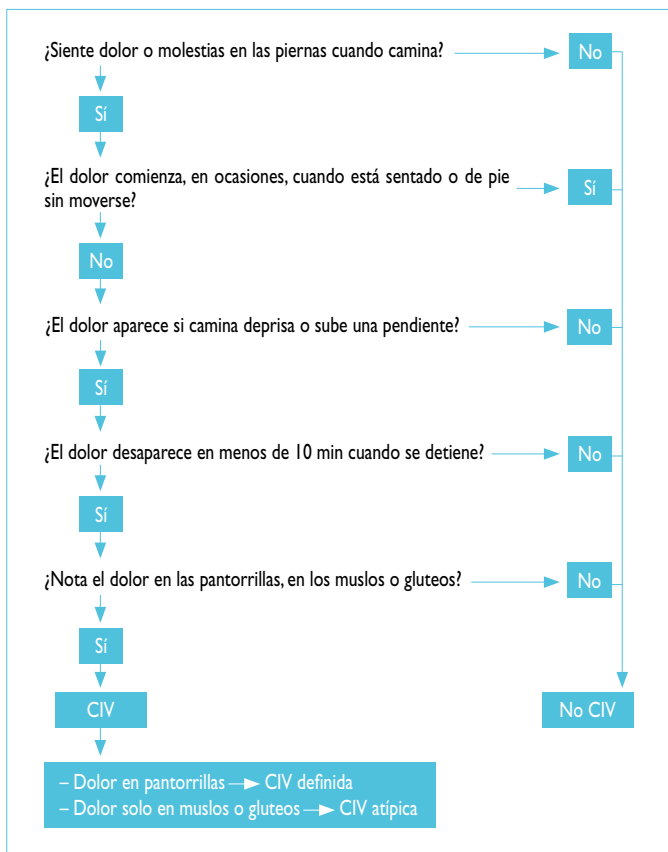 ¿Siente dolor o molestias en las piernas cuando camina?
No
Sí
¿El dolor comienza, en ocasiones, cuando está sentado o de pie
sin moverse?
Sí
No
¿El dolor aparece si camina deprisa o sube una pendiente?
No
Sí
¿El dolor desaparece en menos de 10 min cuando se detiene?
No
Sí
¿Nota el dolor en las pantorrillas, en los muslos o gluteos?
No
Sí
CIV
No CIV
– Dolor en pantorrillas → CIV definida
– Dolor solo en muslos o gluteos → CIV atípica